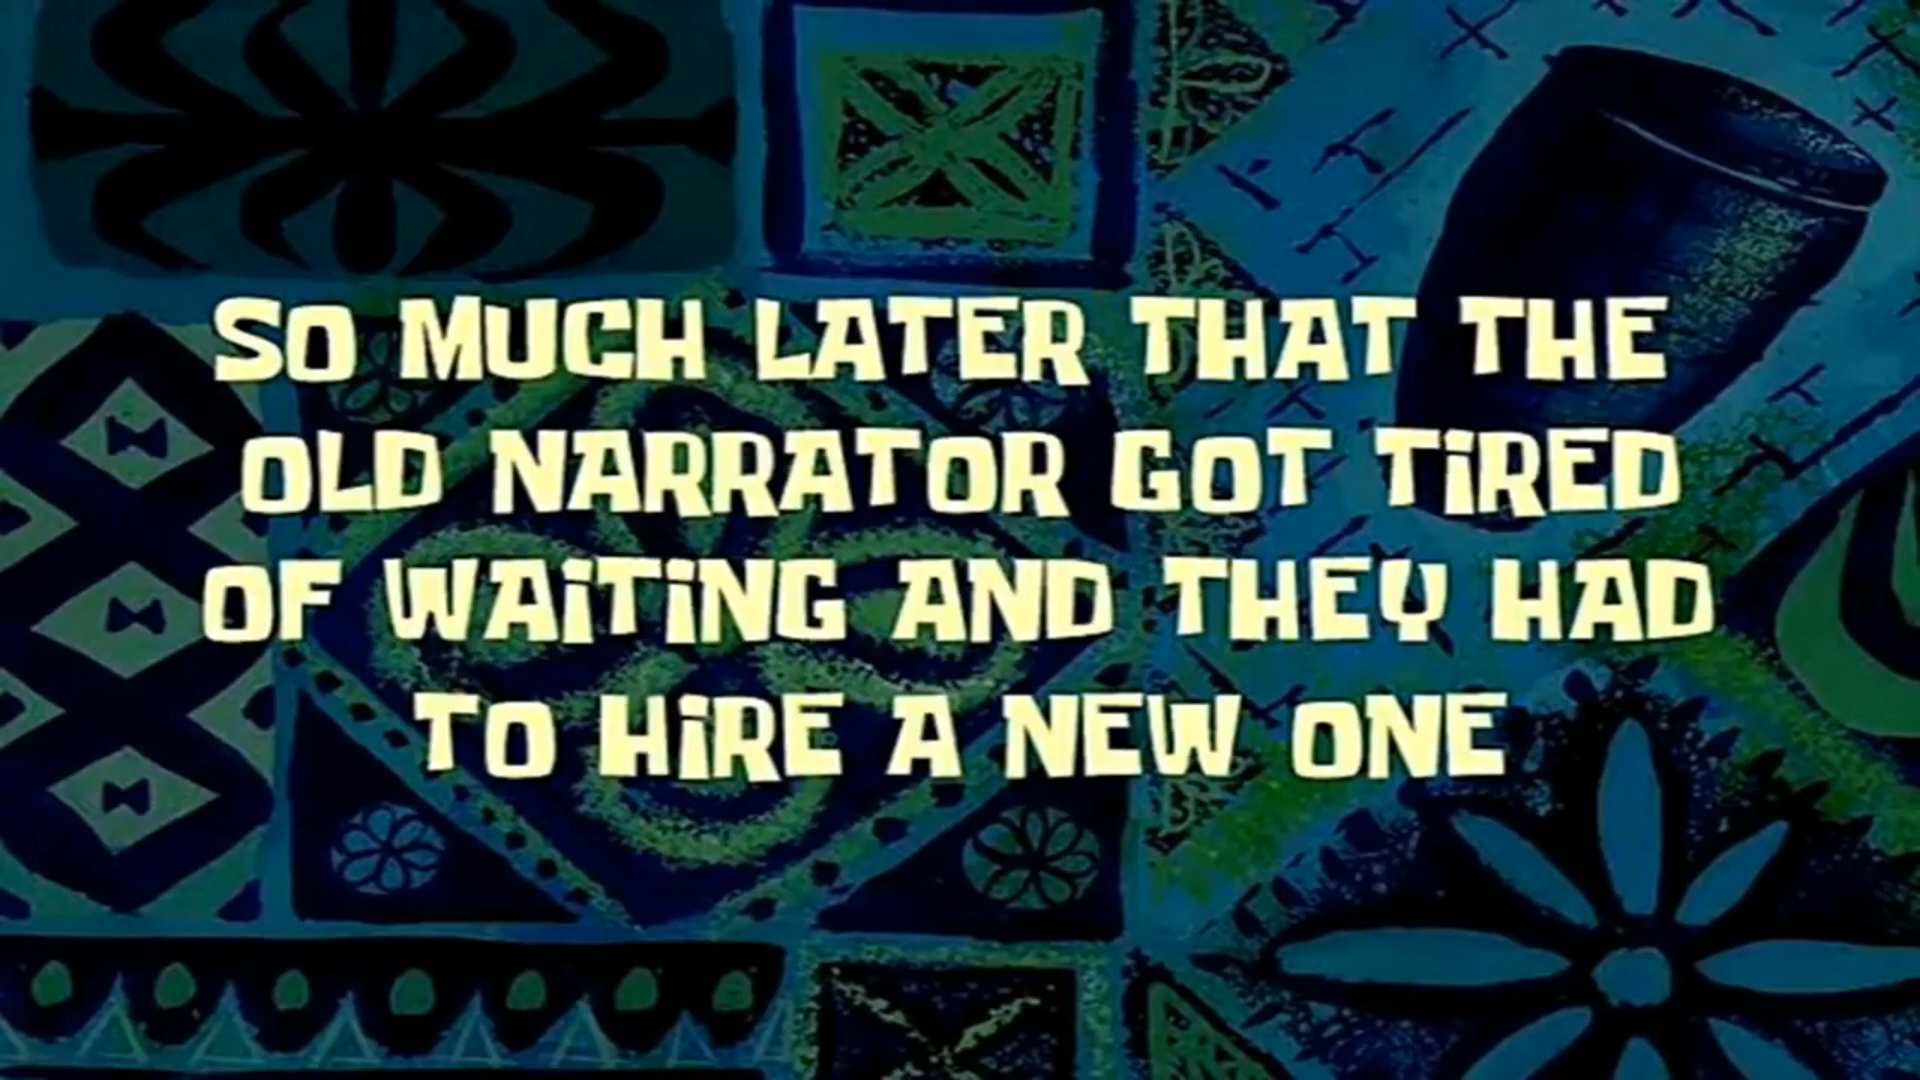 SO MUCH LATER THAT THE
OLD NARRATOR GOT TiRED
OF WAiTiNG AND THEY HAD
TO HiRE A NEW ONE